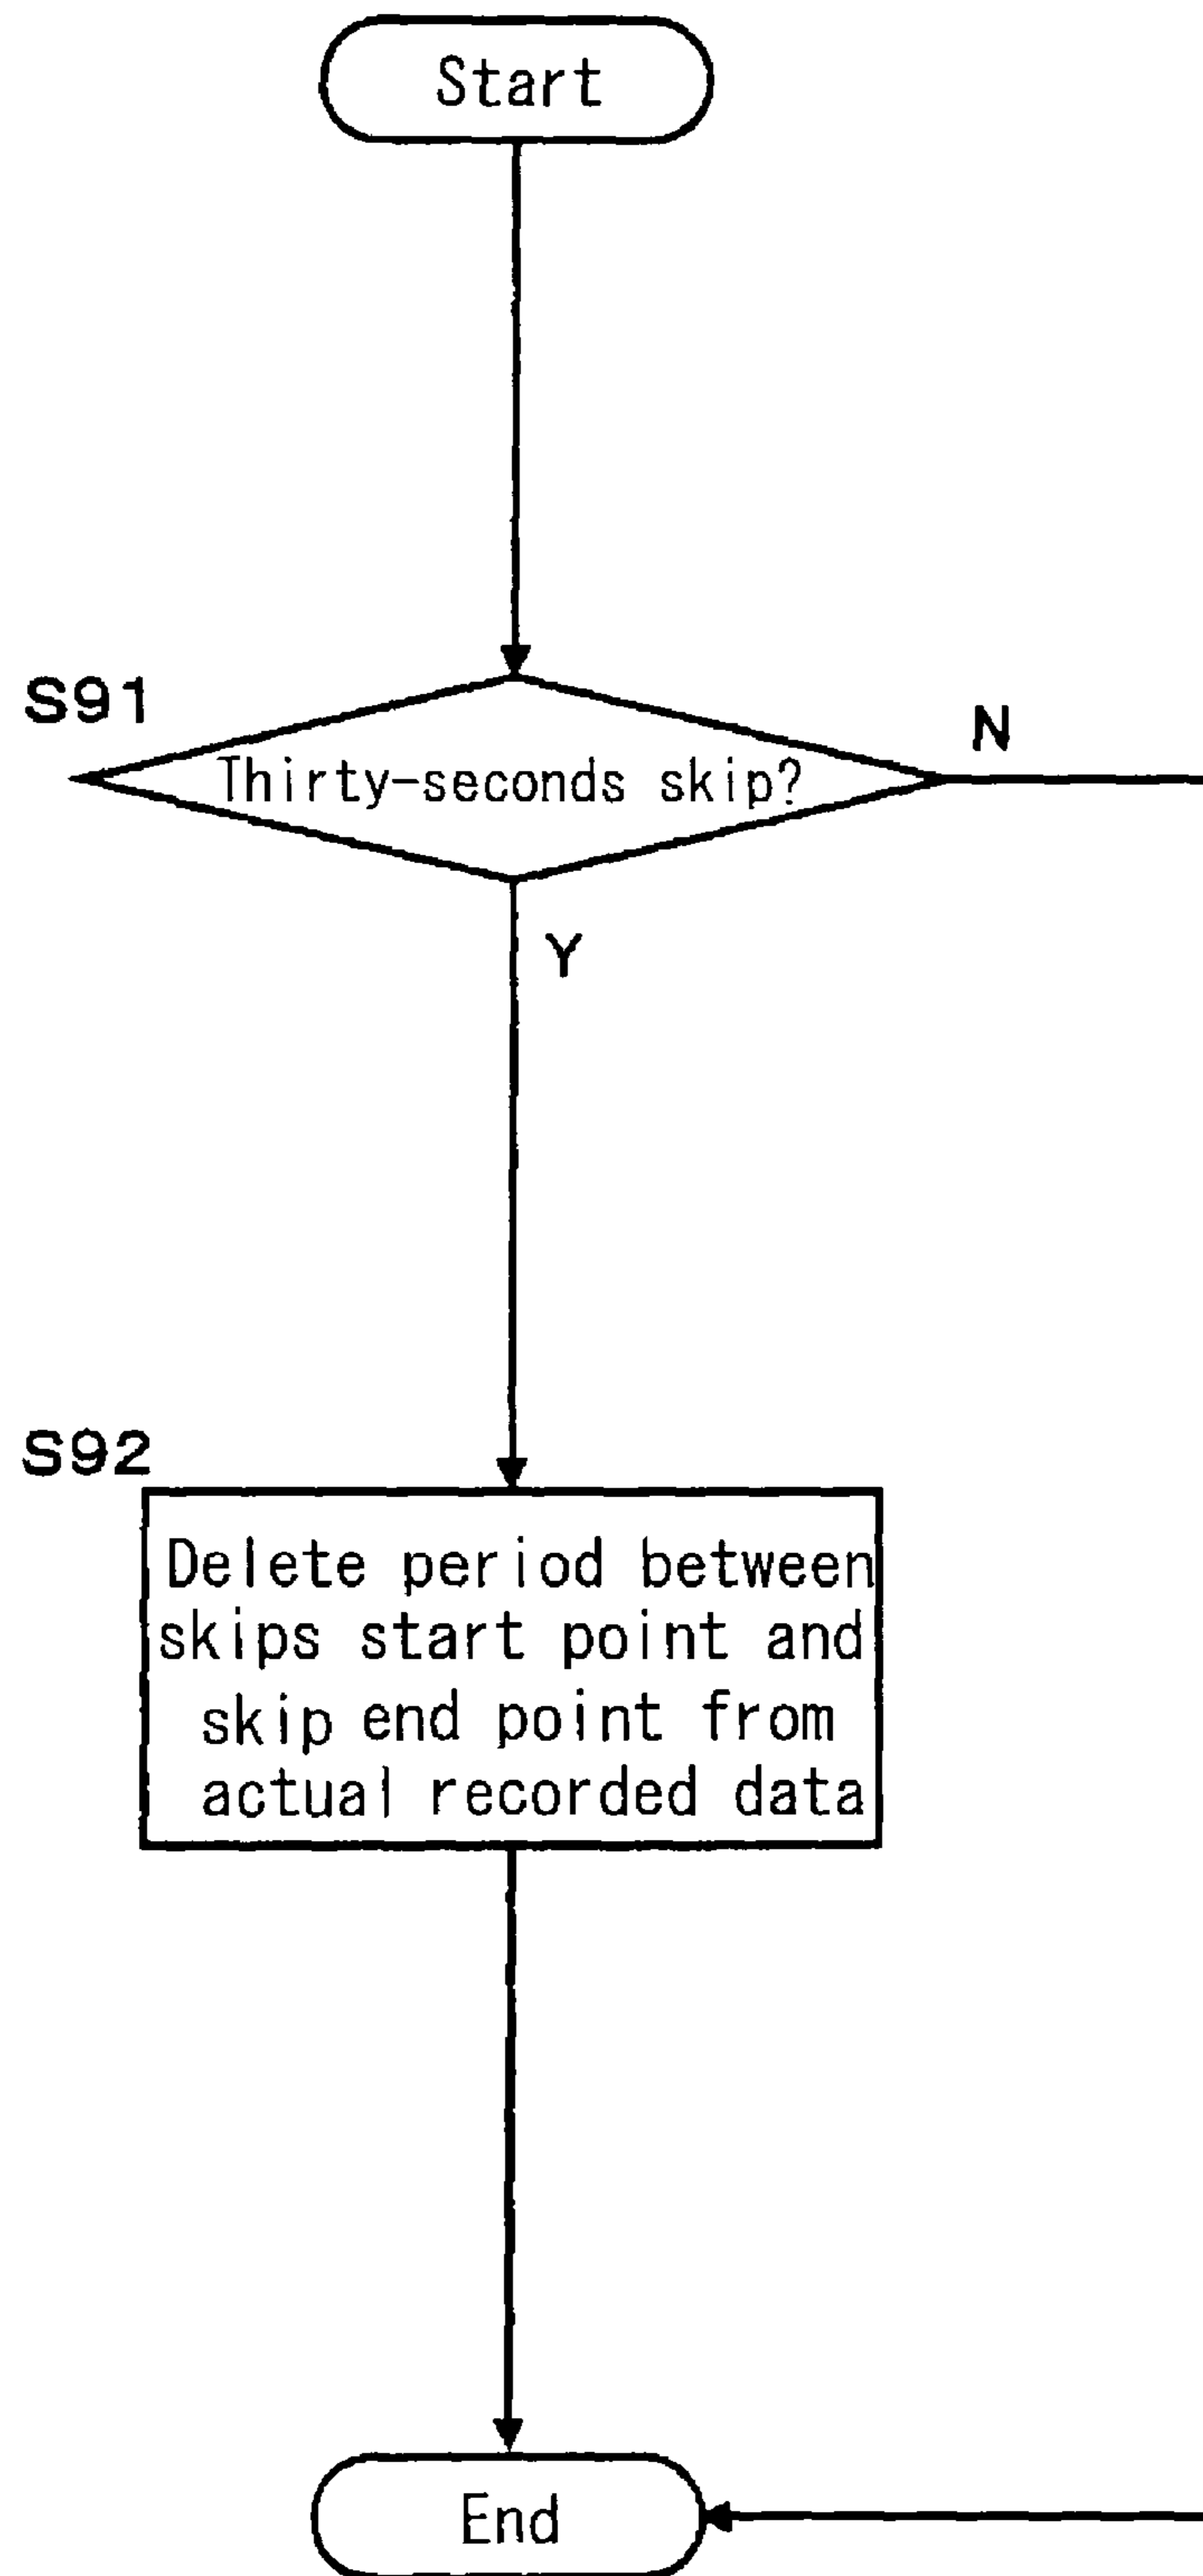 Start
S91
Thirty-seconds skip?
N
Y
S92
Delete period between
skips start point and
skip end point from
actual recorded data
End